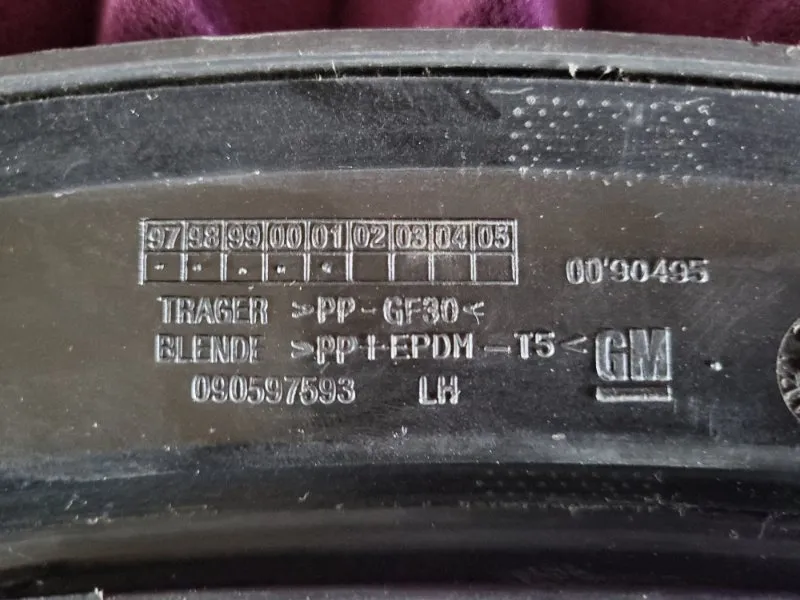 97 98 99 00 01 02 03 04 05
00'90495
TRAGER >PP-GF30<
BLENDE >PP+EPDM-T5<
GM
090597593 LH